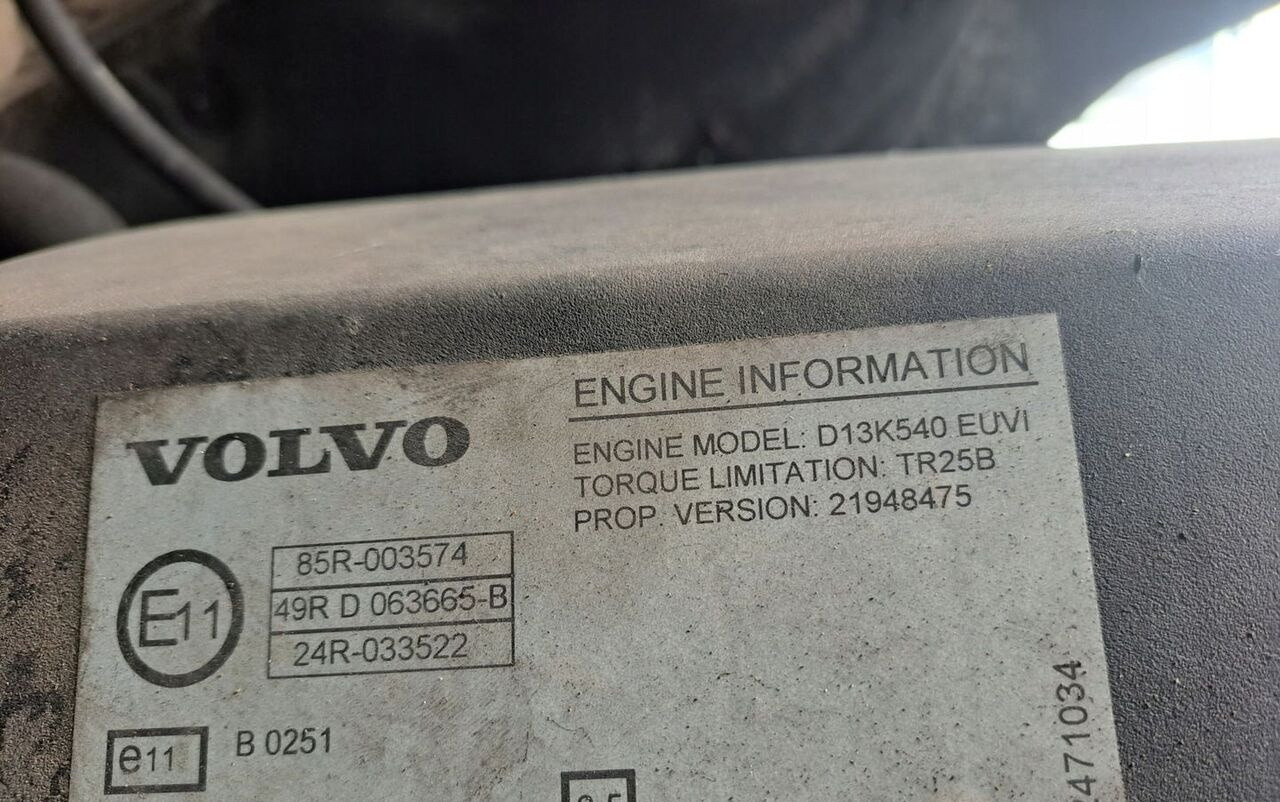 VOLVO
ENGINE INFORMATION
ENGINE MODEL: D13K540 EUVI
TORQUE LIMITATION: TR25B
PROP. VERSION: 21948475
E11
85R-003574
49R D 063665-B
24R-033522
e11
B 0251
471034